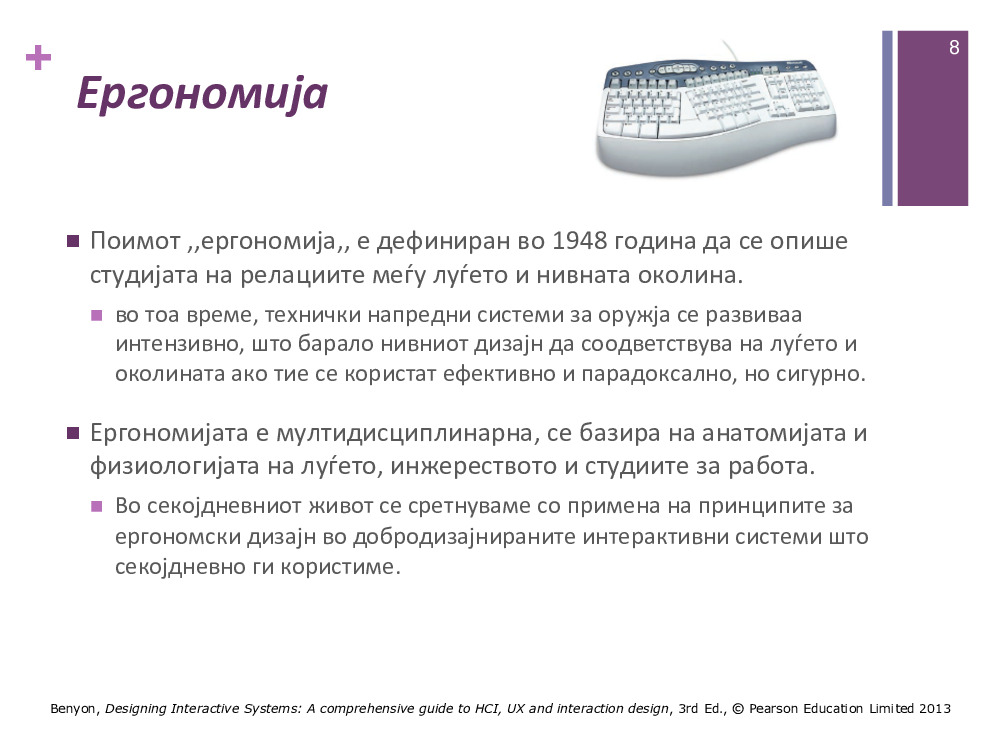 8
+
Ергономија
Поимот ,,ергономија,, е дефиниран во 1948 година да се опише
студијата на релациите меѓу луѓето и нивната околина.
во тоа време, технички напредни системи за оружја се развиваа
интензивно, што барало нивниот дизајн да соодветствува на луѓето и
околината ако тие се користат ефективно и парадоксално, но сигурно.
Ергономијата е мултидисциплинарна, се базира на анатомијата и
физиологијата на луѓето, инжереството и студиите за работа.
Во секојдневниот живот се сретнуваме со примена на принципите за
ергономски дизајн во добродизајнираните интерактивни системи што
секојдневно ги користиме.
Benyon, Designing Interactive Systems: A comprehensive guide to HCI, UX and interaction design, 3rd Ed., © Pearson Education Limited 2013